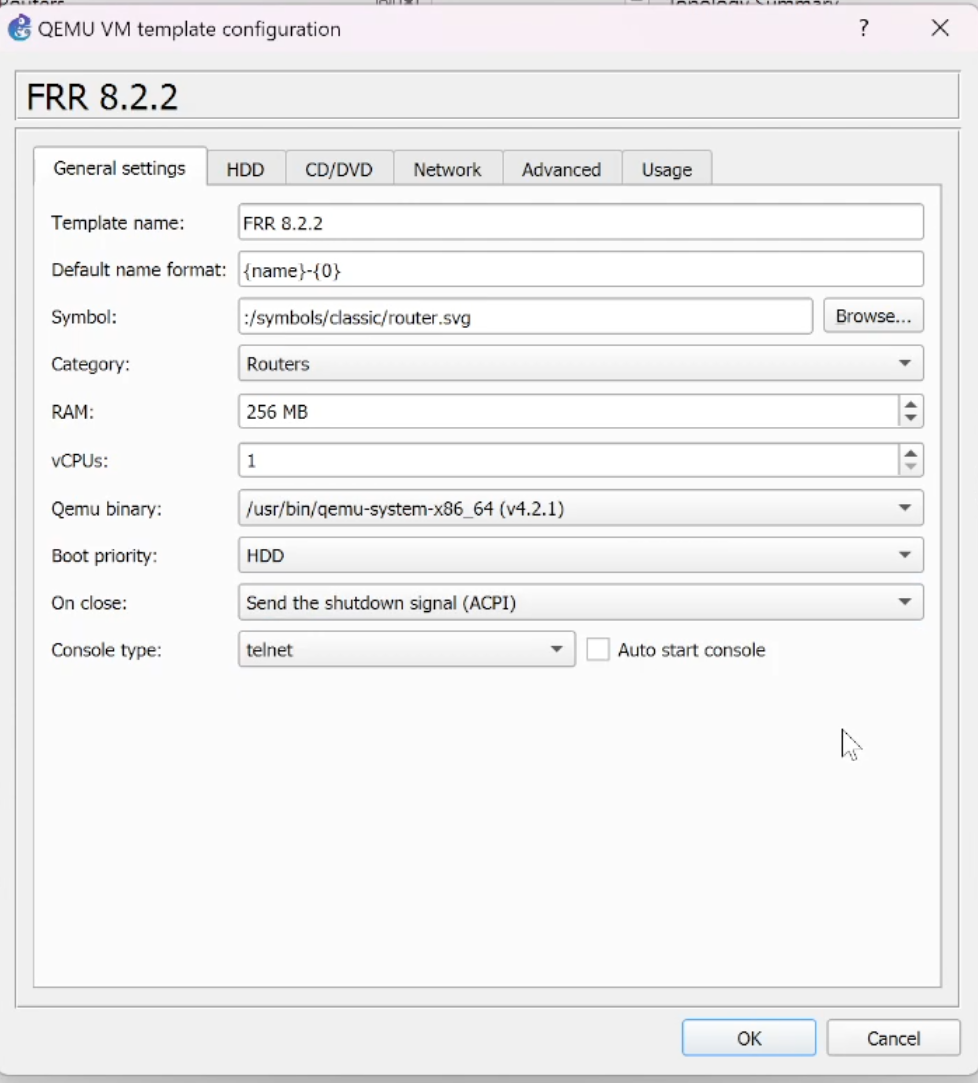 QEMU VM template configuration ?
FRR 8.2.2
General settings HDD CD/DVD Network Advanced Usage
Template name: FRR 8.2.2
Default name format: {name}-{0}
Symbol: :/symbols/classic/router.svg Browse...
Category: Routers
RAM: 256 MB
vCPUs: 1
Qemu binary: /usr/bin/qemu-system-x86_64 (v4.2.1)
Boot priority: HDD
On close: Send the shutdown signal (ACPI)
Console type: telnet Auto start console
OK Cancel